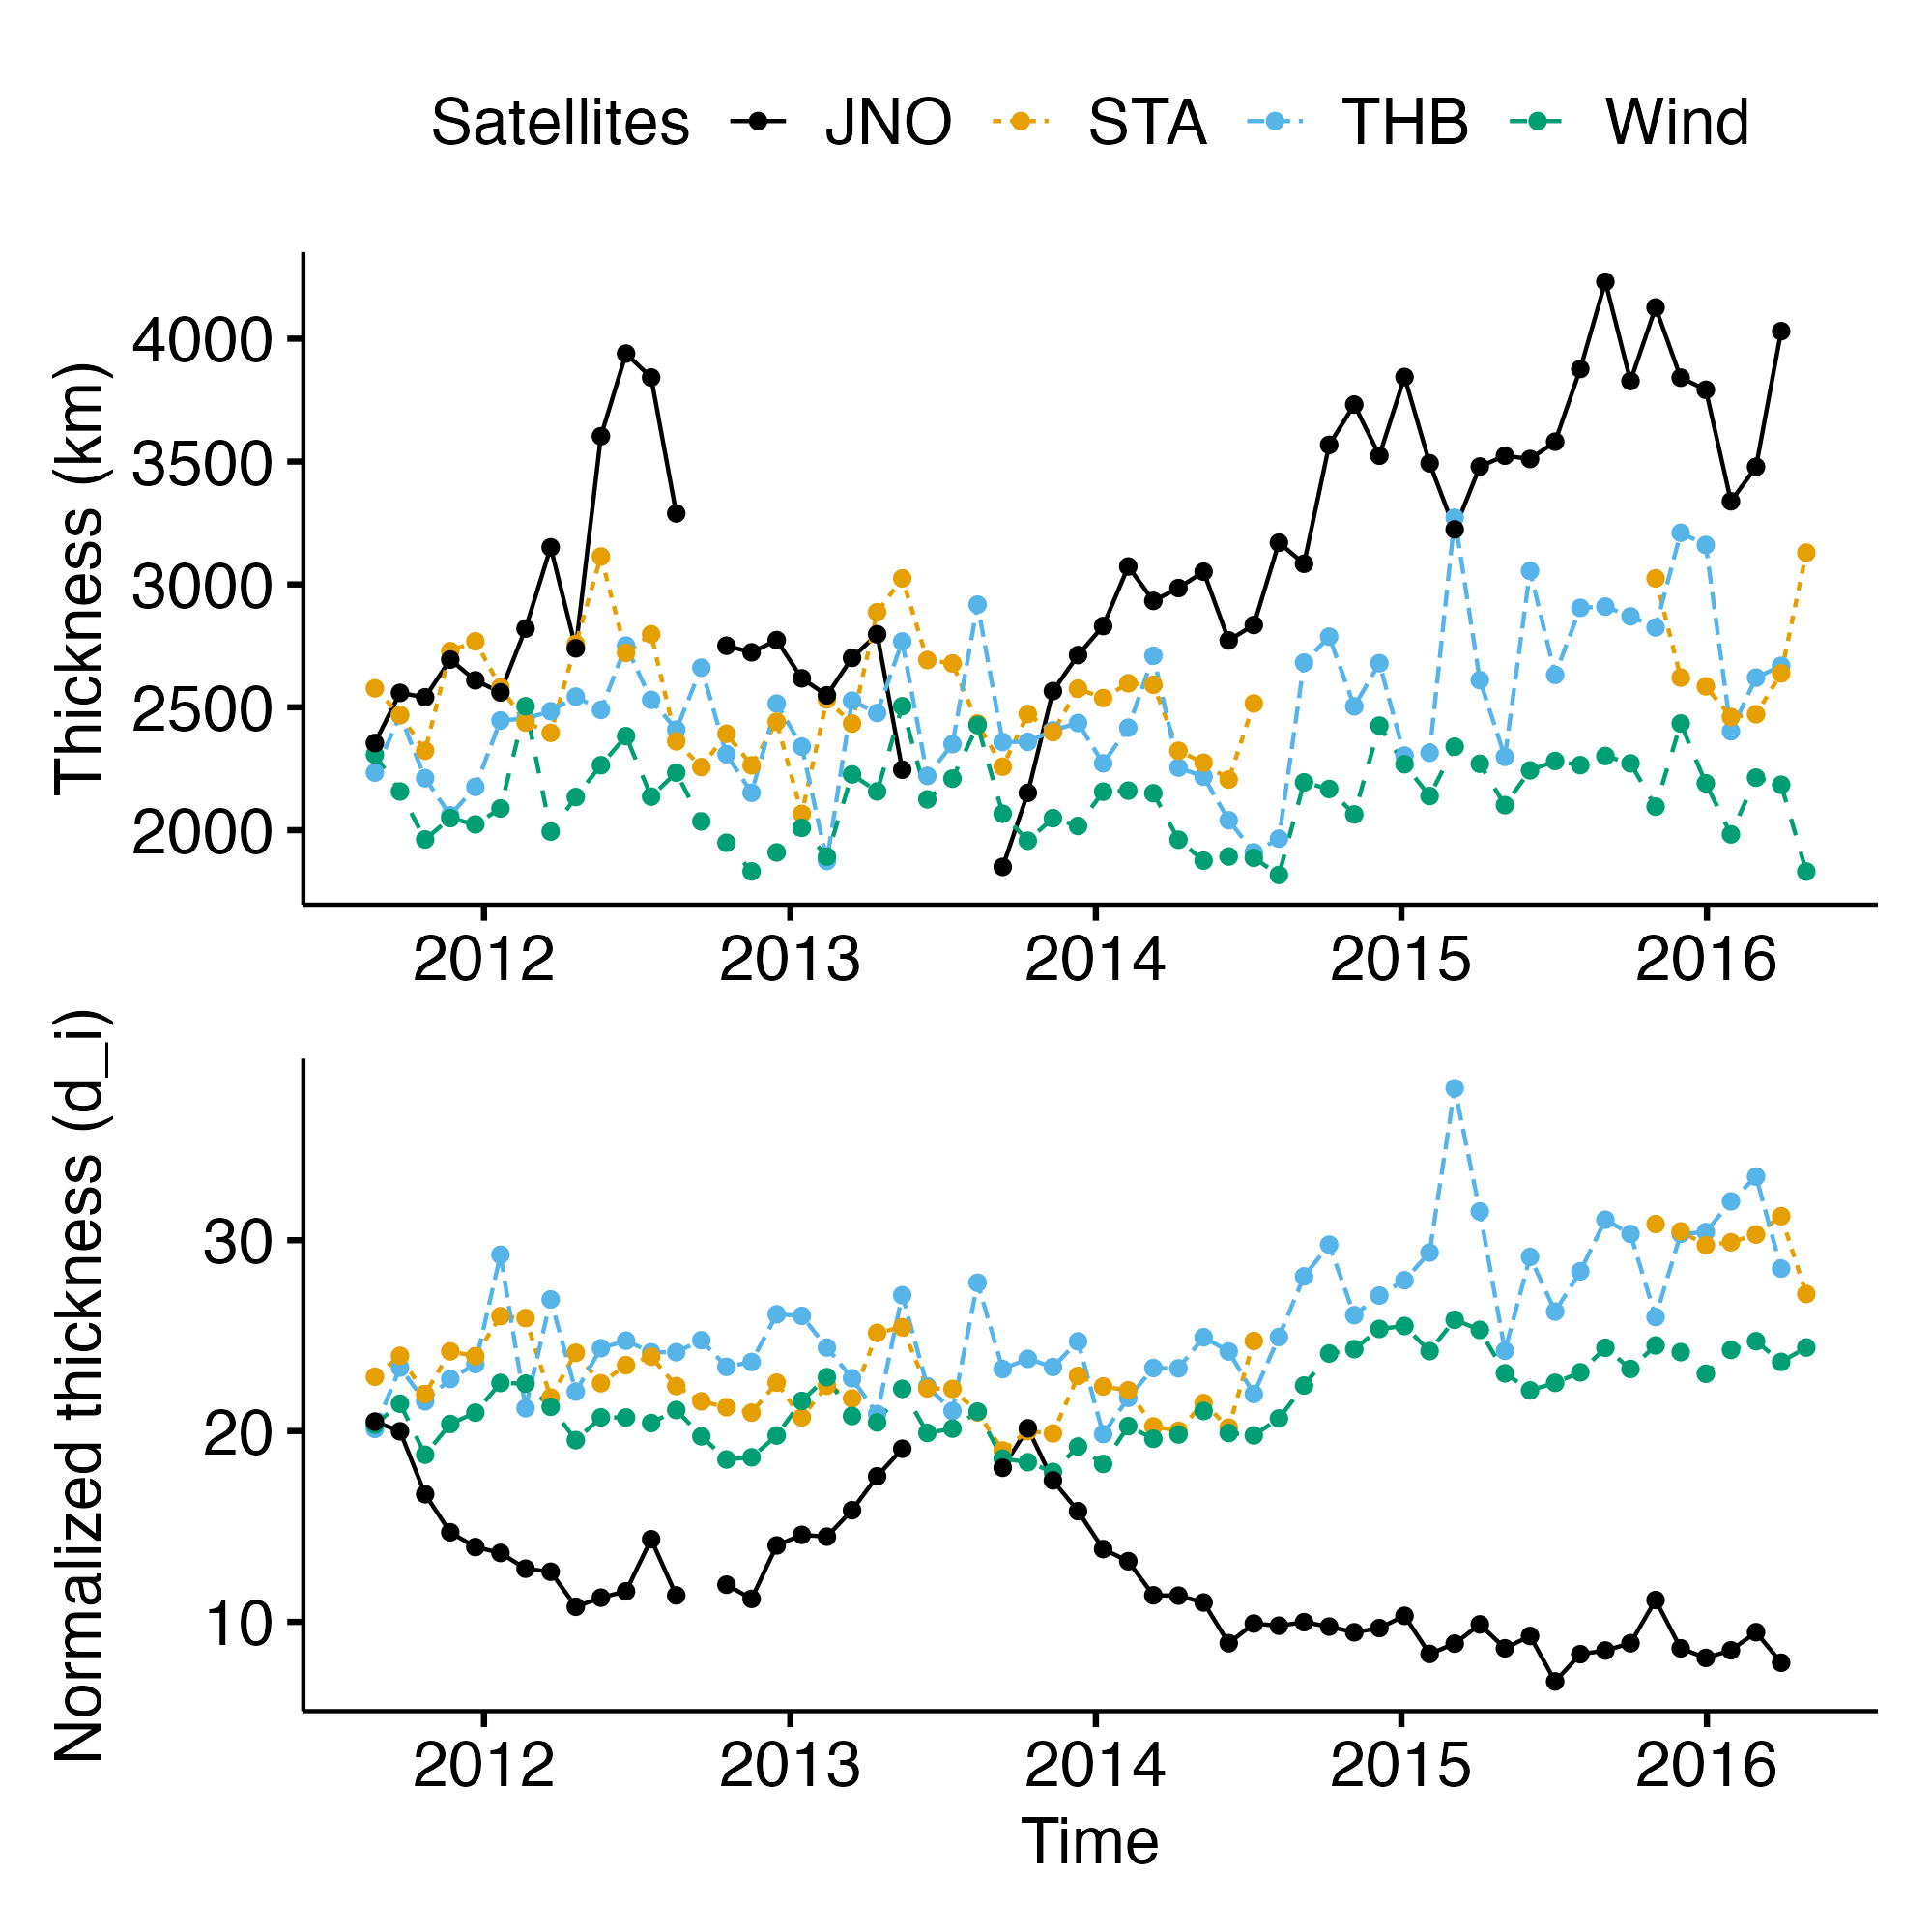 Satellites JNO STA THB Wind
Thickness (km)
4000
3500
3000
2500
2000
2012 2013 2014 2015 2016
Normalized thickness (d_i)
30
20
10
2012 2013 2014 2015 2016
Time